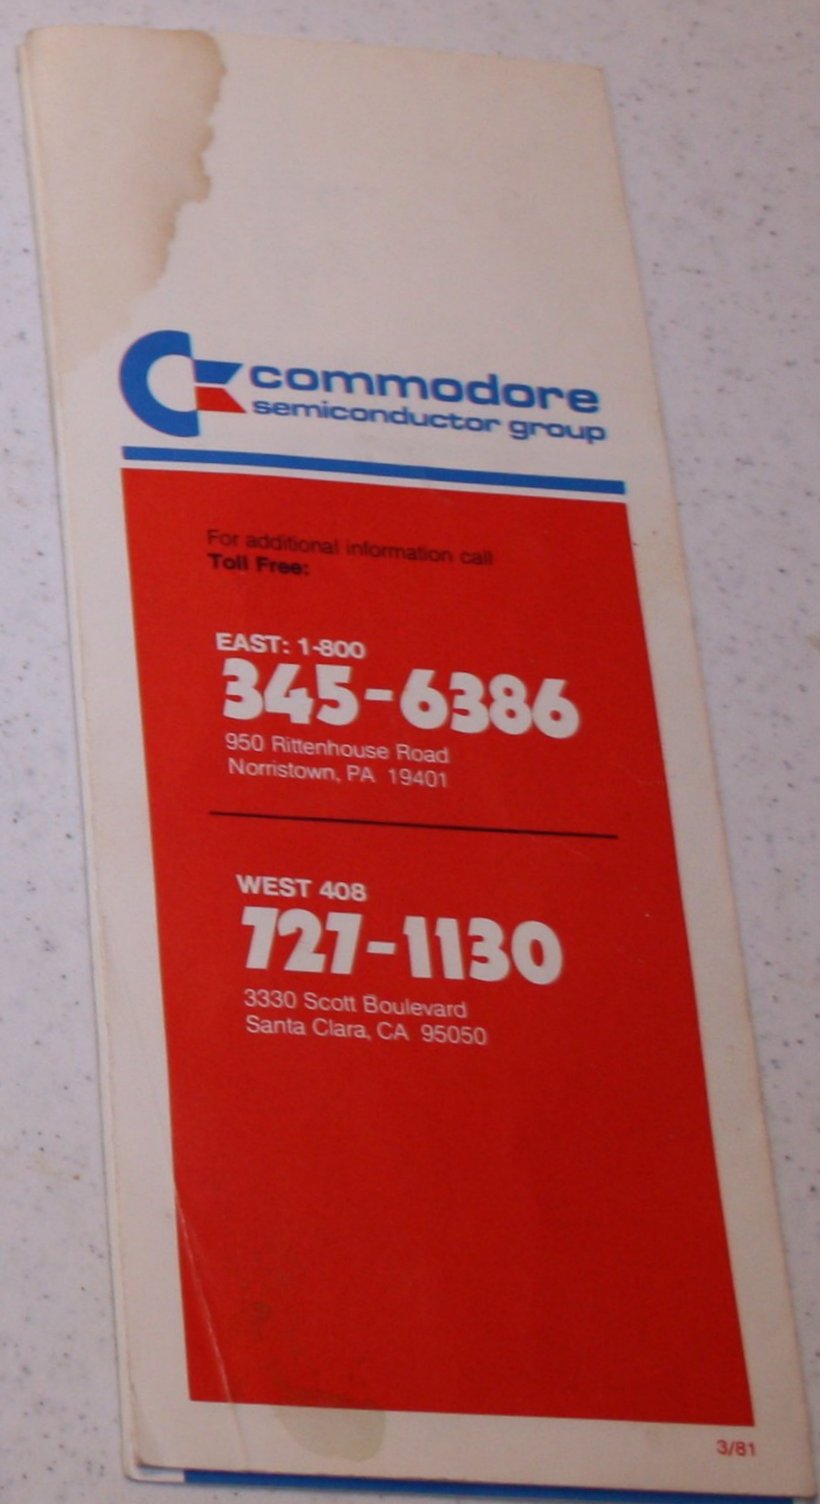 commodore
semiconductor group
For additional information call
Toll Free:
EAST: 1-800
345-6386
950 Rittenhouse Road
Norristown, PA 19401
WEST 408
727-1130
3330 Scott Boulevard
Santa Clara, CA 95050
3/81